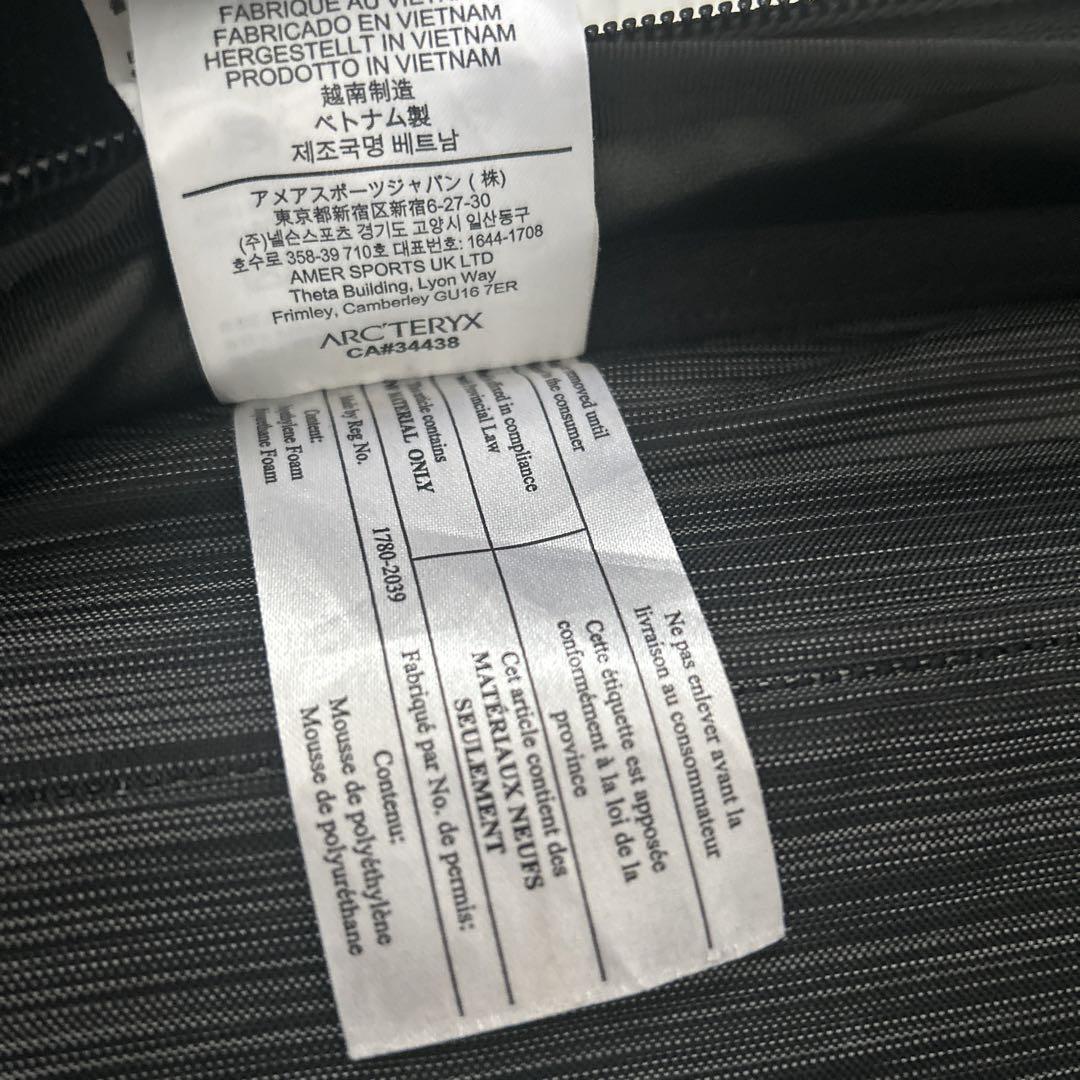 FABRIQUÉ AU VIETNAM
FABRICADO EN VIETNAM
HERGESTELLT IN VIETNAM
PRODOTTO IN VIETNAM
越南制造
ベトナム製
제조국명 베트남
アメアスポーツジャパン ( 株)
東京都新宿区新宿6-27-30
(주)넬슨스포츠 경기도 고양시 일산동구
호수로 358-39 710호 대표번호: 1644-1708
AMER SPORTS UK LTD
Theta Building, Lyon Way
Frimley, Camberley GU16 7ER
ARC'TERYX
CA#34438
removed until
the consumer
in compliance
Provincial Law
article contains
MATERIAL ONLY
by Reg No.
1780-2039
Content:
Foam
Foam
Ne pas enlever avant la
livraison au consommateur
Cette étiquette est apposée
conformément à la loi de la
province
Cet article contient des
MATÉRIAUX NEUFS
SEULEMENT
Fabriqué par No. de permis:
Contenu:
Mousse de polyéthylène
Mousse de polyuréthane